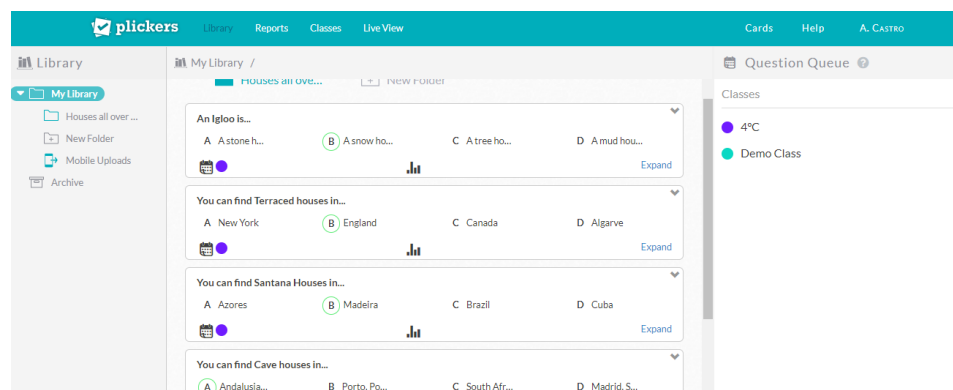 plickers Library Reports Classes Live View Cards Help A. CASTRO
Library
My Library /
Question Queue ?
Houses all ove... New Folder
My Library
Houses all over ...
New Folder
Mobile Uploads
Archive
An Igloo is...
A A stone h... B A snow ho... C A tree ho... D A mud hou...
Expand
You can find Terraced houses in...
A New York B England C Canada D Algarve
Expand
You can find Santana Houses in...
A Azores B Madeira C Brazil D Cuba
Expand
You can find Cave houses in...
A Andalusia... B Porto, Po... C South Afr... D Madrid, S...
Classes
4ºC
Demo Class